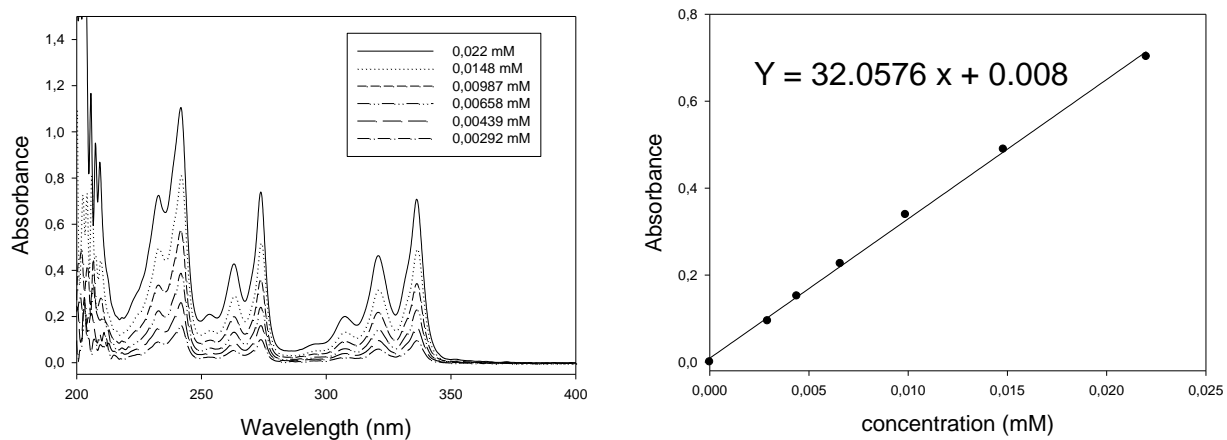 1,4
1,2
1,0
0,8
0,6
0,4
0,2
0,0
Absorbance
200
250
300
350
400
Wavelength (nm)
0,022 mM
0,0148 mM
0,00987 mM
0,00658 mM
0,00439 mM
0,00292 mM
0,8
0,6
0,4
0,2
0,0
Absorbance
Y = 32.0576 x + 0.008
0,000
0,005
0,010
0,015
0,020
0,025
concentration (mM)